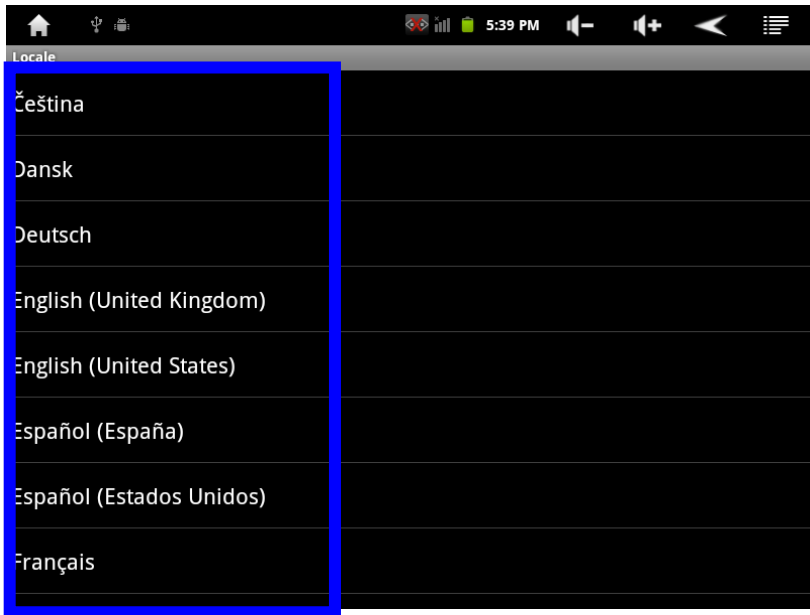 5:39 PM
Locale
Čeština
Dansk
Deutsch
English (United Kingdom)
English (United States)
Español (España)
Español (Estados Unidos)
Français